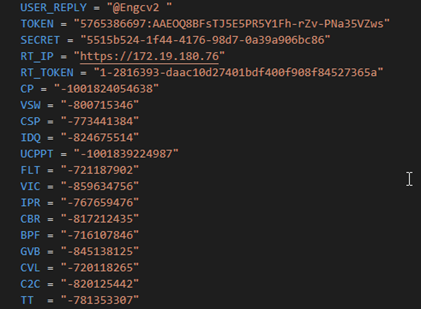 USER_REPLY = "@Engcv2 "
TOKEN = "5765386697:AAEOQ8BFsTJ5E5PR5Y1Fh-rZv-PNa35VZws"
SECRET = "5515b524-1f44-4176-98d7-0a39a906bc86"
RT_IP = "https://172.19.180.76"
RT_TOKEN = "1-2816393-daac10d27401bdf400f908f84527365a"
CP = "-1001824054638"
VSW = "-800715346"
CSP = "-773441384"
IDQ = "-824675514"
UCPPT = "-1001839224987"
FLT = "-721187902"
VIC = "-859634756"
IPR = "-767659476"
CBR = "-817212435"
BPF = "-716107846"
GVB = "-845138125"
CVL = "-720118265"
C2C = "-820125442"
TT = "-781353307"